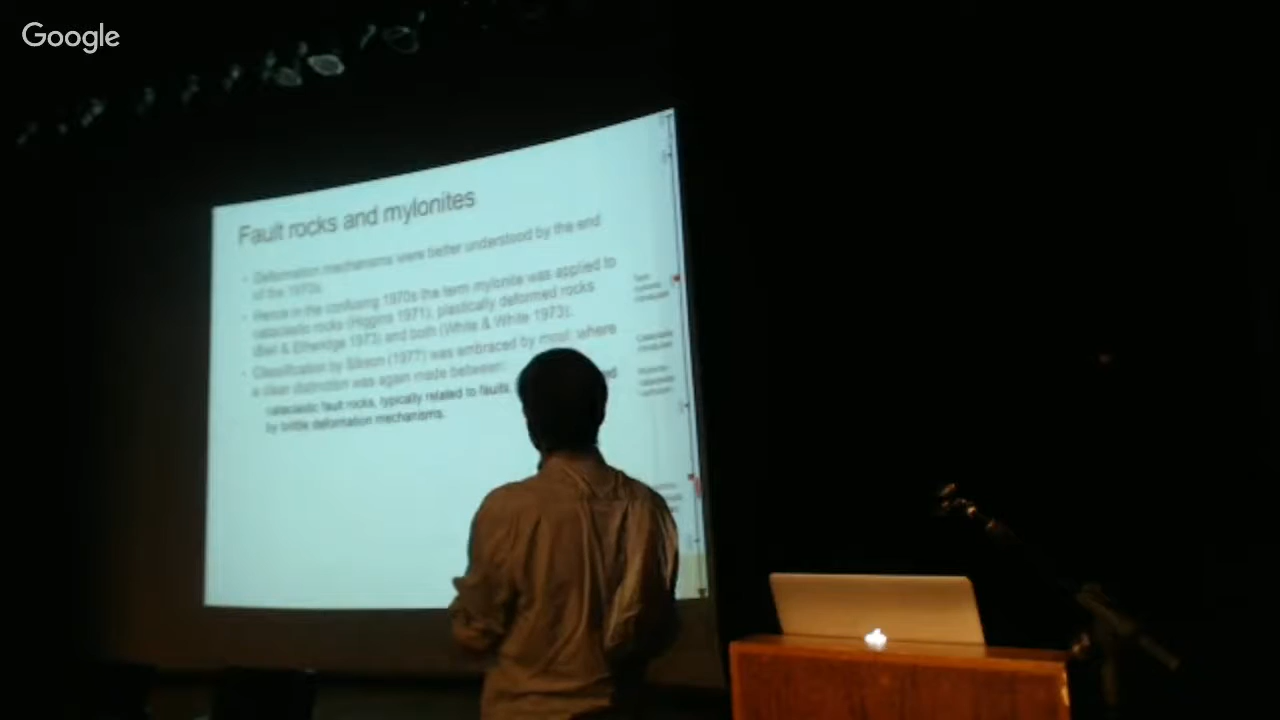 Google
Fault rocks and mylonites
• Deformation mechanisms were better understood by the end
of the 1970s.
• Hence in the confusing 1970s the term mylonite was applied to
cataclastic rocks (Higgins 1971), plastically deformed rocks
(Bell & Etheridge 1973) and both (White & White 1973).
• Classification by Sibson (1977) was embraced by most, where
a clear distinction was again made between:
cataclastic fault rocks, typically related to faults
by brittle deformation mechanisms.